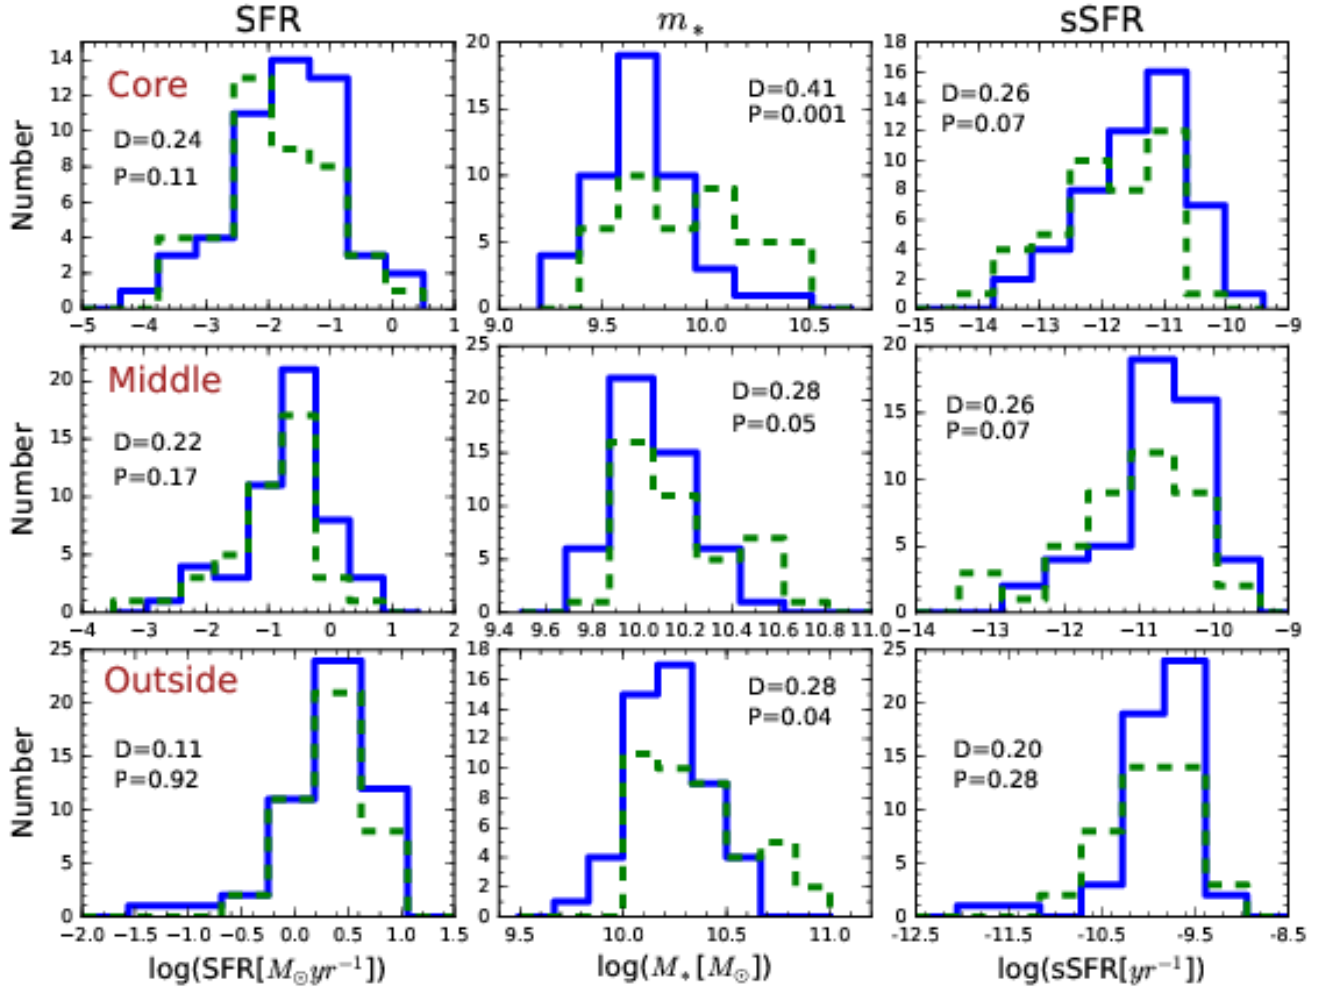 SFR
m*
sSFR
Number
14
12
10
8
6
4
2
0
Core
D=0.24
P=0.11
−5 −4 −3 −2 −1 0 1
20
15
10
5
0
D=0.41
P=0.001
9.0 9.5 10.0 10.5
18
16
14
12
10
8
6
4
2
0
D=0.26
P=0.07
−15 −14 −13 −12 −11 −10 −9
Number
20
15
10
5
0
Middle
D=0.22
P=0.17
−4 −3 −2 −1 0 1 2
25
20
15
10
5
0
D=0.28
P=0.05
9.4 9.6 9.8 10.0 10.2 10.4 10.6 10.8 11.0
20
15
10
5
0
D=0.26
P=0.07
−14 −13 −12 −11 −10 −9
Number
25
20
15
10
5
0
Outside
D=0.11
P=0.92
−2.0 −1.5 −1.0 −0.5 0.0 0.5 1.0 1.5
log(SFR[M⊙yr⁻¹])
18
16
14
12
10
8
6
4
2
0
D=0.28
P=0.04
9.5 10.0 10.5 11.0
log(M*[M⊙])
25
20
15
10
5
0
D=0.20
P=0.28
-12.5 -11.5 -10.5 -9.5 -8.5
log(sSFR[yr⁻¹])